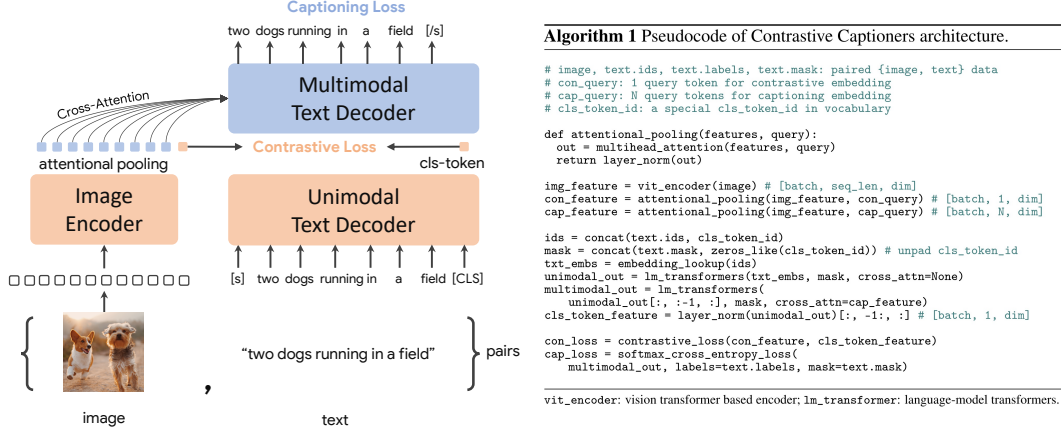 Captioning Loss
two dogs running in a field [/s]
Multimodal
Text Decoder
Cross-Attention
attentional pooling
Contrastive Loss
cls-token
Image
Encoder
Unimodal
Text Decoder
[s] two dogs running in a field [CLS]
"two dogs running in a field"
pairs
,
image
text
Algorithm 1 Pseudocode of Contrastive Captioners architecture.
# image, text.ids, text.labels, text.mask: paired {image, text} data
# con_query: 1 query token for contrastive embedding
# cap_query: N query tokens for captioning embedding
# cls_token_id: a special cls_token_id in vocabulary
def attentional_pooling(features, query):
  out = multihead_attention(features, query)
  return layer_norm(out)
img_feature = vit_encoder(image) # [batch, seq_len, dim]
con_feature = attentional_pooling(img_feature, con_query) # [batch, 1, dim]
cap_feature = attentional_pooling(img_feature, cap_query) # [batch, N, dim]
ids = concat(text.ids, cls_token_id)
mask = concat(text.mask, zeros_like(cls_token_id)) # unpad cls_token_id
txt_embs = embedding_lookup(ids)
unimodal_out = lm_transformers(txt_embs, mask, cross_attn=None)
multimodal_out = lm_transformers(
    unimodal_out[:, :-1, :], mask, cross_attn=cap_feature)
cls_token_feature = layer_norm(unimodal_out)[:, -1:, :] # [batch, 1, dim]
con_loss = contrastive_loss(con_feature, cls_token_feature)
cap_loss = softmax_cross_entropy_loss(
    multimodal_out, labels=text.labels, mask=text.mask)
vit_encoder: vision transformer based encoder; lm_transformer: language-model transformers.